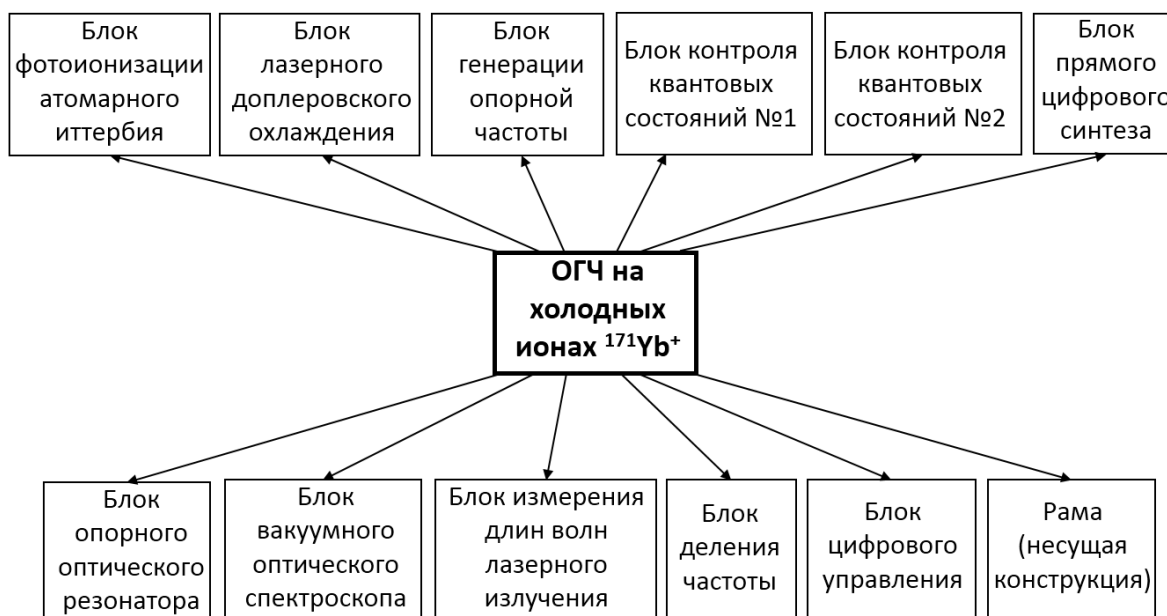 Блок
фотоионизации
атомарного
иттербия
Блок
лазерного
доплеровского
охлаждения
Блок
генерации
опорной
частоты
Блок контроля
квантовых
состояний №1
Блок контроля
квантовых
состояний №2
Блок
прямого
цифрового
синтеза
ОГЧ на
холодных
ионах ¹⁷¹Yb⁺
Блок
опорного
оптического
резонатора
Блок
вакуумного
оптического
спектроскопа
Блок измерения
длин волн
лазерного
излучения
Блок
деления
частоты
Блок
цифрового
управления
Рама
(несущая
конструкция)